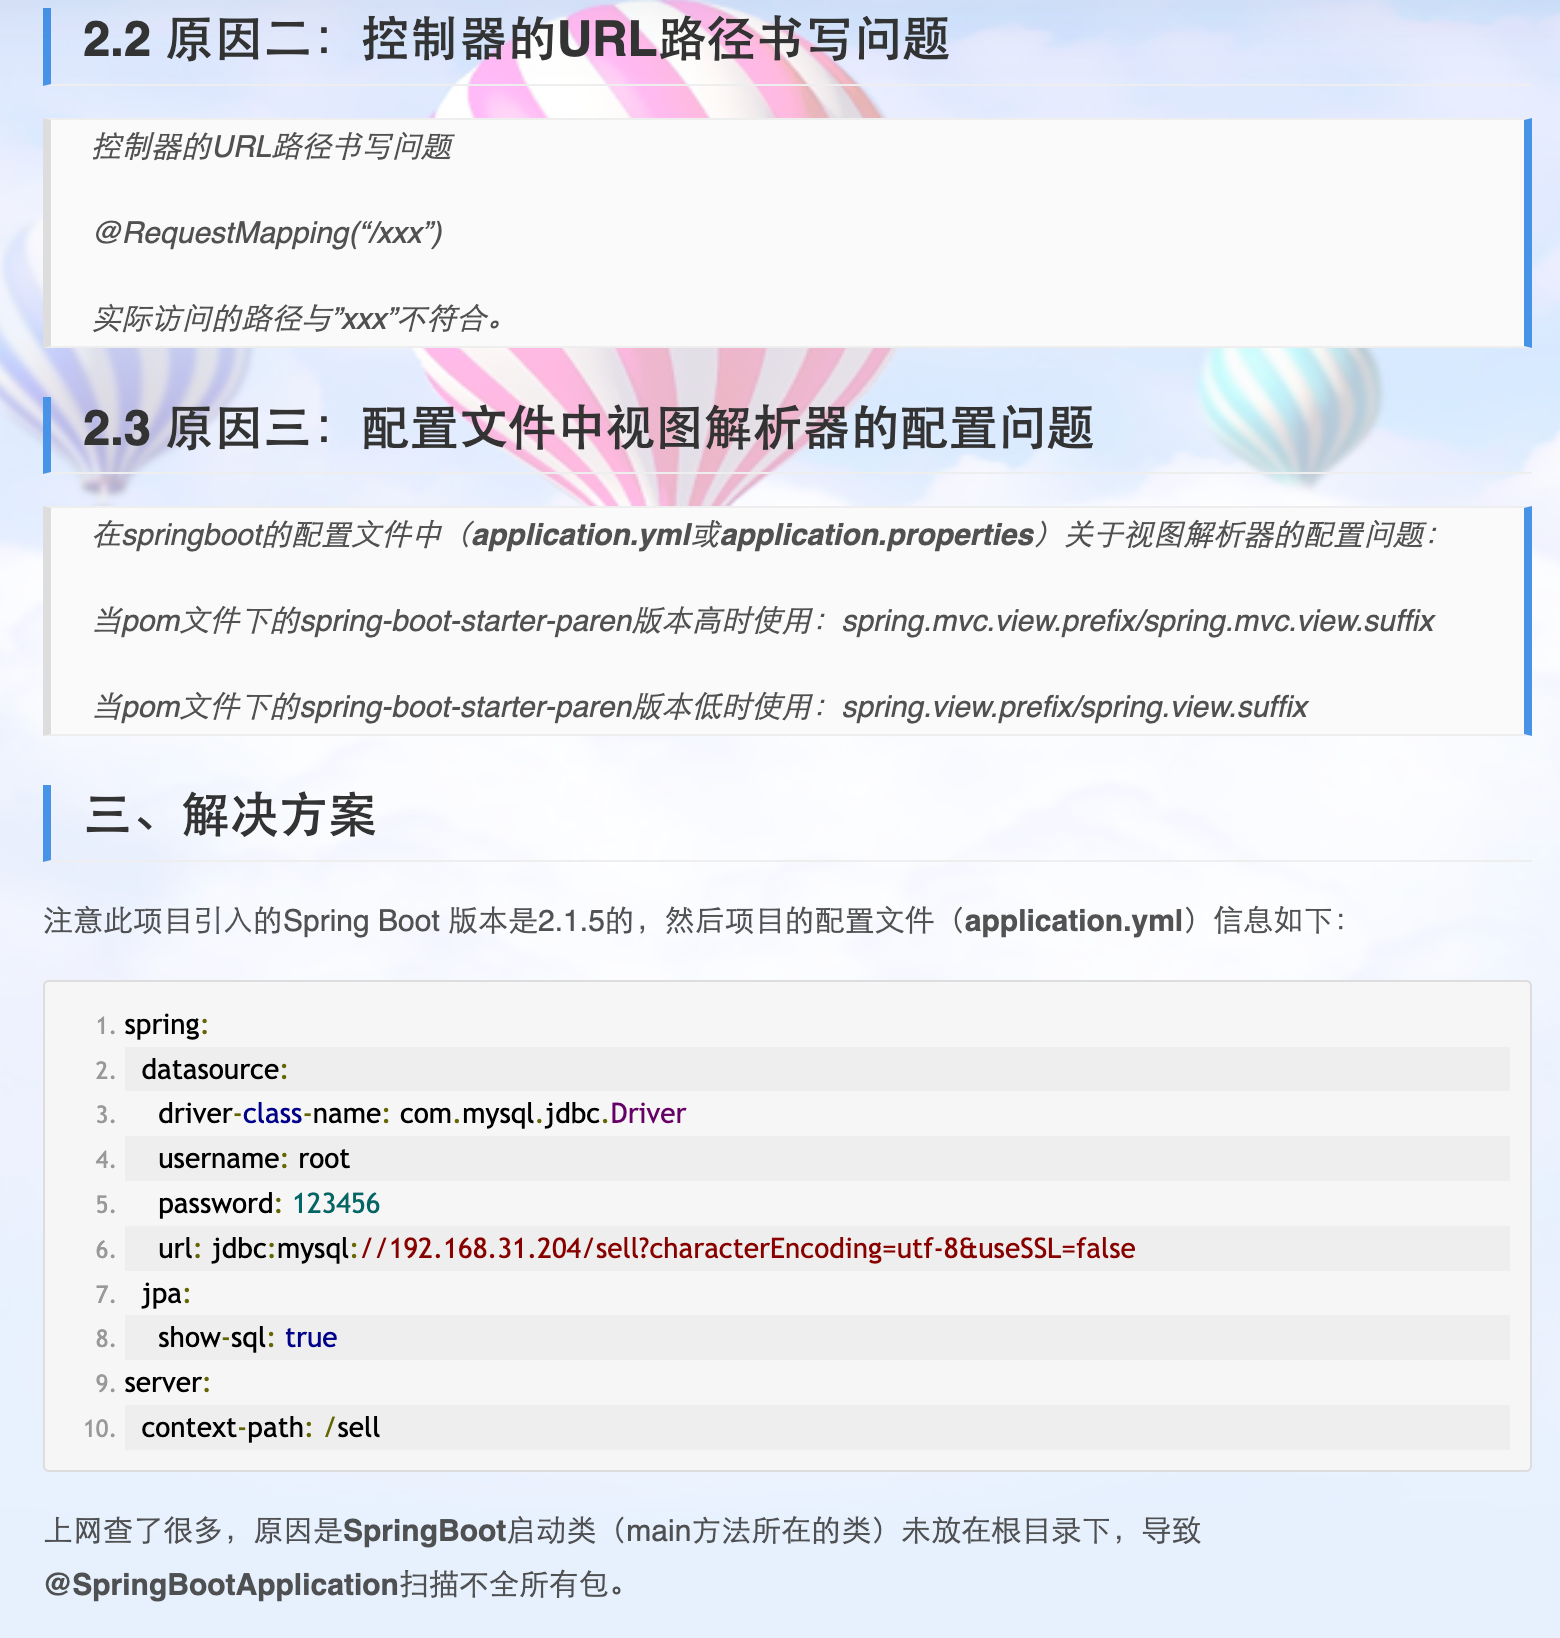 2.2 原因二：控制器的URL路径书写问题
控制器的URL路径书写问题
@RequestMapping(“/xxx”)
实际访问的路径与”xxx”不符合。
2.3 原因三：配置文件中视图解析器的配置问题
在springboot的配置文件中（application.yml或application.properties）关于视图解析器的配置问题：
当pom文件下的spring-boot-starter-paren版本高时使用：spring.mvc.view.prefix/spring.mvc.view.suffix
当pom文件下的spring-boot-starter-paren版本低时使用：spring.view.prefix/spring.view.suffix
三、解决方案
注意此项目引入的Spring Boot 版本是2.1.5的，然后项目的配置文件（application.yml）信息如下：
1. spring:
2. datasource:
3. driver-class-name: com.mysql.jdbc.Driver
4. username: root
5. password: 123456
6. url: jdbc:mysql://192.168.31.204/sell?characterEncoding=utf-8&useSSL=false
7. jpa:
8. show-sql: true
9. server:
10. context-path: /sell
上网查了很多，原因是SpringBoot启动类（main方法所在的类）未放在根目录下，导致
@SpringBootApplication扫描不全所有包。